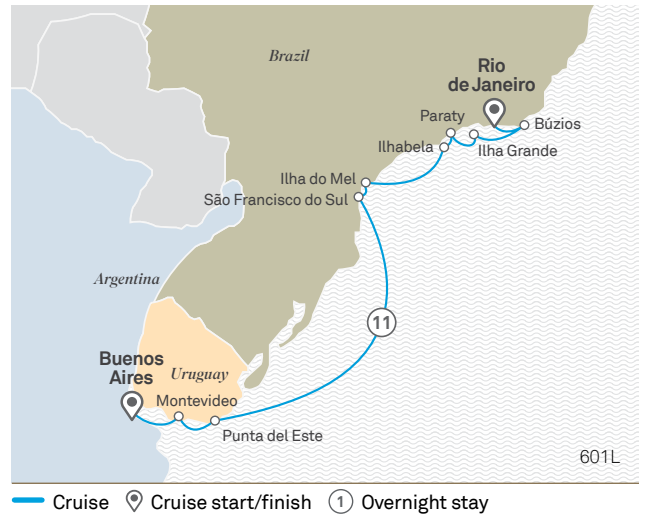 Brazil
Rio
de Janeiro
Paraty
Búzios
Ilhabela
Ilha Grande
Ilha do Mel
São Francisco do Sul
Argentina
11
Buenos
Aires
Uruguay
Montevideo
Punta del Este
601L
Cruise
Cruise start/finish
1
Overnight stay